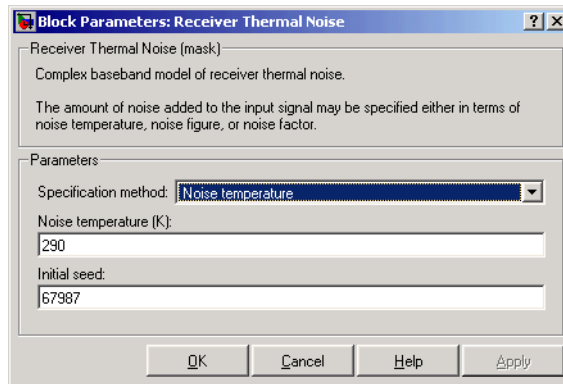 Block Parameters: Receiver Thermal Noise
Receiver Thermal Noise (mask)
Complex baseband model of receiver thermal noise.
The amount of noise added to the input signal may be specified either in terms of
noise temperature, noise figure, or noise factor.
Parameters
Specification method: Noise temperature
Noise temperature (K):
290
Initial seed:
67987
OK Cancel Help Apply